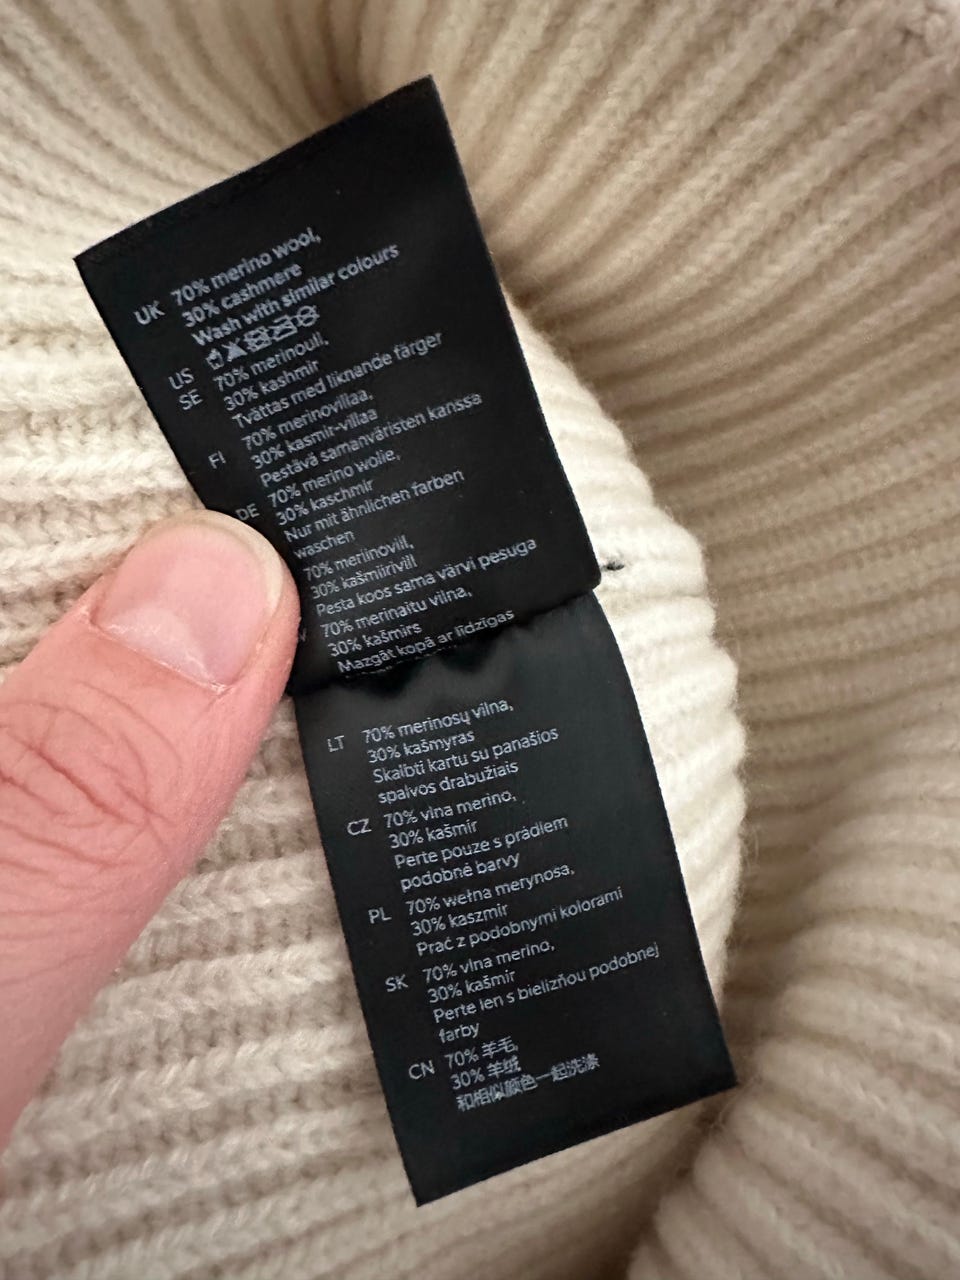 UK 70% merino wool,
30% cashmere
Wash with similar colours
US
SE 70% merinoull,
30% kashmir
Tvättas med liknande färger
FI 70% merinovillaa,
30% kasmir-villaa
Pestävä samanväristen kanssa
DE 70% merino wolle,
30% kaschmir
Nur mit ähnlichen farben
waschen
70% meriinovill,
30% kašmiirivill
Pesta koos sama värvi pesuga
70% merinaitu vilna,
30% kašmirs
Mazgāt kopā ar līdzīgas
LT 70% merinosų vilna,
30% kašmyras
Skalbti kartu su panašios
spalvos drabužiais
CZ 70% vlna merino,
30% kašmír
Perte pouze s prádlem
podobné barvy
PL 70% wełna merynosa,
30% kaszmir
Prać z podobnymi kolorami
SK 70% vlna merino,
30% kašmír
Perte len s bielizňou podobnej
farby
CN 70% 羊毛,
30% 羊绒
和相似颜色一起洗涤